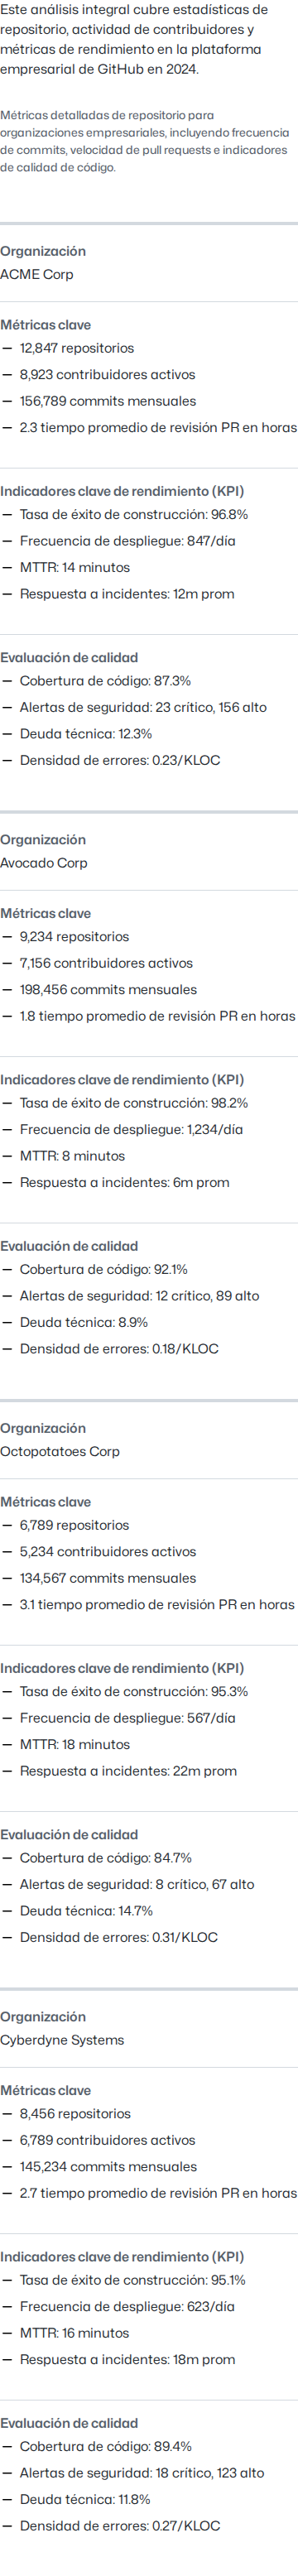 Este análisis integral cubre estadísticas de
repositorio, actividad de contribuidores y
métricas de rendimiento en la plataforma
empresarial de GitHub en 2024.
Métricas detalladas de repositorio para
organizaciones empresariales, incluyendo frecuencia
de commits, velocidad de pull requests e indicadores
de calidad de código.
Organización
ACME Corp
Métricas clave
— 12,847 repositorios
— 8,923 contribuidores activos
— 156,789 commits mensuales
— 2.3 tiempo promedio de revisión PR en horas
Indicadores clave de rendimiento (KPI)
— Tasa de éxito de construcción: 96.8%
— Frecuencia de despliegue: 847/día
— MTTR: 14 minutos
— Respuesta a incidentes: 12m prom
Evaluación de calidad
— Cobertura de código: 87.3%
— Alertas de seguridad: 23 crítico, 156 alto
— Deuda técnica: 12.3%
— Densidad de errores: 0.23/KLOC
Organización
Avocado Corp
Métricas clave
— 9,234 repositorios
— 7,156 contribuidores activos
— 198,456 commits mensuales
— 1.8 tiempo promedio de revisión PR en horas
Indicadores clave de rendimiento (KPI)
— Tasa de éxito de construcción: 98.2%
— Frecuencia de despliegue: 1,234/día
— MTTR: 8 minutos
— Respuesta a incidentes: 6m prom
Evaluación de calidad
— Cobertura de código: 92.1%
— Alertas de seguridad: 12 crítico, 89 alto
— Deuda técnica: 8.9%
— Densidad de errores: 0.18/KLOC
Organización
Octopotatoes Corp
Métricas clave
— 6,789 repositorios
— 5,234 contribuidores activos
— 134,567 commits mensuales
— 3.1 tiempo promedio de revisión PR en horas
Indicadores clave de rendimiento (KPI)
— Tasa de éxito de construcción: 95.3%
— Frecuencia de despliegue: 567/día
— MTTR: 18 minutos
— Respuesta a incidentes: 22m prom
Evaluación de calidad
— Cobertura de código: 84.7%
— Alertas de seguridad: 8 crítico, 67 alto
— Deuda técnica: 14.7%
— Densidad de errores: 0.31/KLOC
Organización
Cyberdyne Systems
Métricas clave
— 8,456 repositorios
— 6,789 contribuidores activos
— 145,234 commits mensuales
— 2.7 tiempo promedio de revisión PR en horas
Indicadores clave de rendimiento (KPI)
— Tasa de éxito de construcción: 95.1%
— Frecuencia de despliegue: 623/día
— MTTR: 16 minutos
— Respuesta a incidentes: 18m prom
Evaluación de calidad
— Cobertura de código: 89.4%
— Alertas de seguridad: 18 crítico, 123 alto
— Deuda técnica: 11.8%
— Densidad de errores: 0.27/KLOC